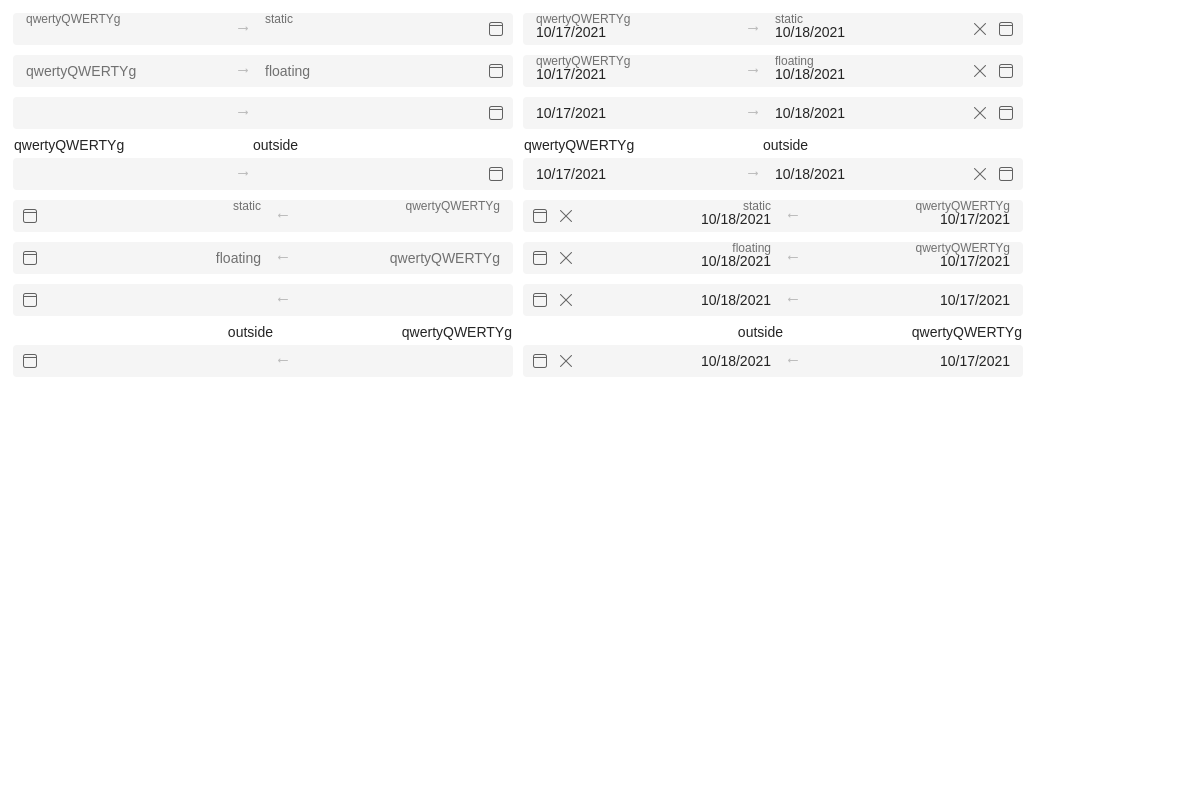 qwertyQWERTYg → static qwertyQWERTYg → static
10/17/2021 10/18/2021
qwertyQWERTYg → floating qwertyQWERTYg → floating
10/17/2021 10/18/2021
→ 10/17/2021 → 10/18/2021
qwertyQWERTYg outside qwertyQWERTYg outside
→ 10/17/2021 → 10/18/2021
static ← qwertyQWERTYg static ← qwertyQWERTYg
10/18/2021 10/17/2021
floating ← qwertyQWERTYg floating ← qwertyQWERTYg
10/18/2021 10/17/2021
← 10/18/2021 ← 10/17/2021
outside qwertyQWERTYg outside qwertyQWERTYg
← 10/18/2021 ← 10/17/2021